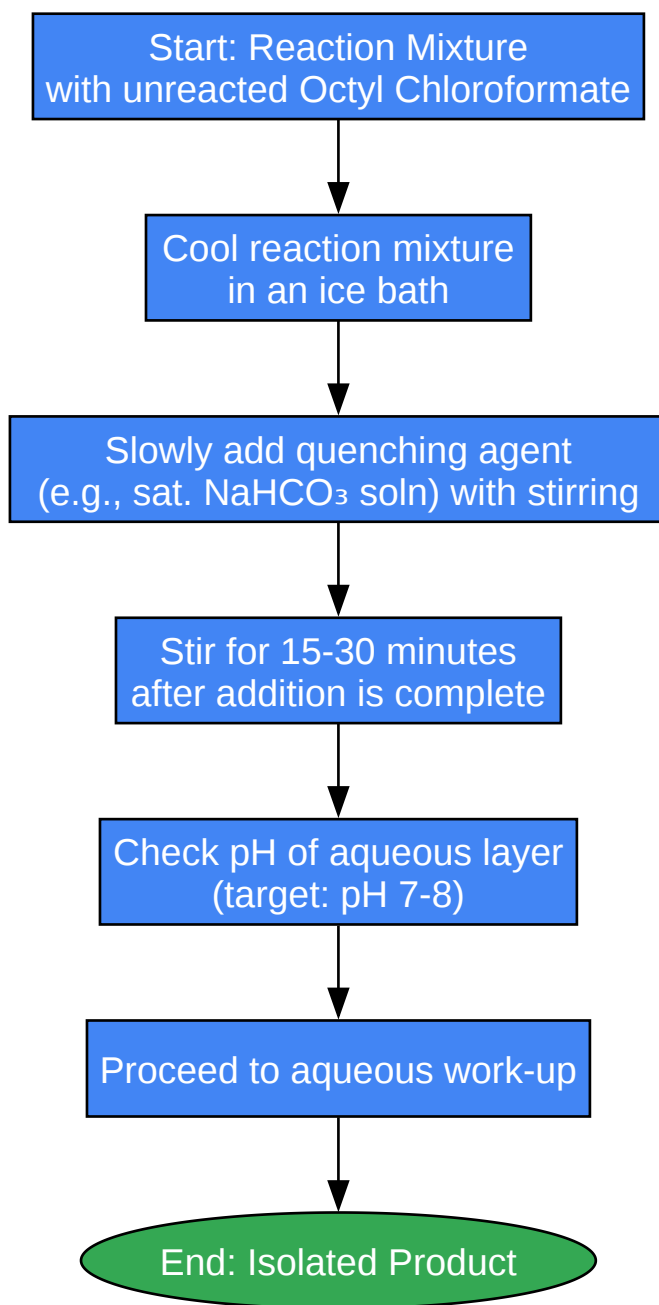 Start: Reaction Mixture
with unreacted Octyl Chloroformate
Cool reaction mixture
in an ice bath
Slowly add quenching agent
(e.g., sat. NaHCO₃ soln) with stirring
Stir for 15-30 minutes
after addition is complete
Check pH of aqueous layer
(target: pH 7-8)
Proceed to aqueous work-up
End: Isolated Product